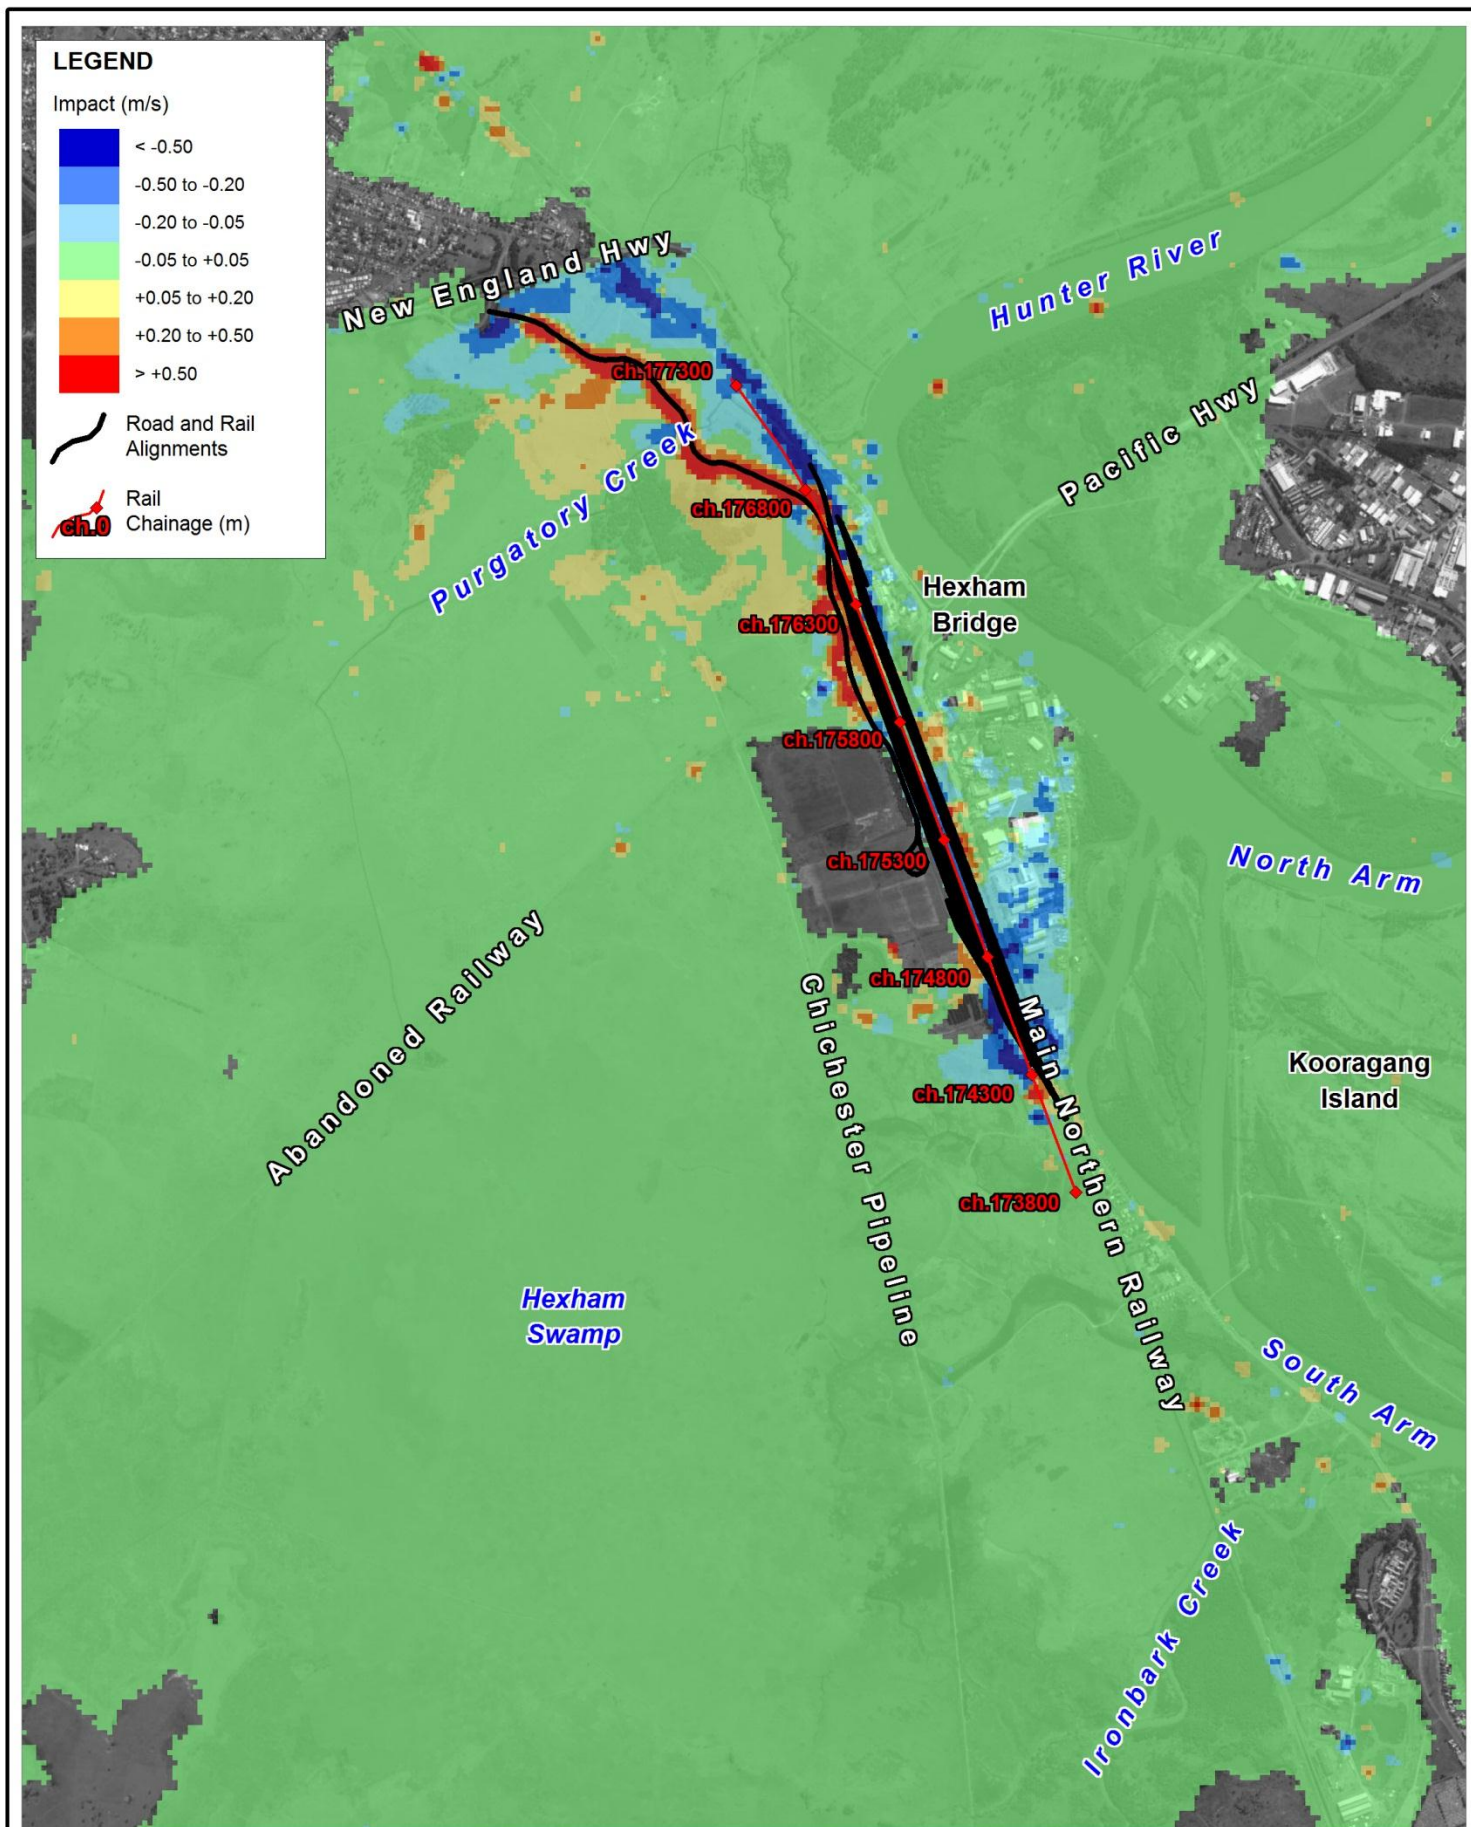 LEGEND
Impact (m/s)
< -0.50
-0.50 to -0.20
-0.20 to -0.05
-0.05 to +0.05
+0.05 to +0.20
+0.20 to +0.50
> +0.50
Road and Rail
Alignments
ch.0
Rail
Chainage (m)
New England Hwy
Hunter River
ch.177300
Pacific Hwy
Purgatory Creek
ch.176800
Hexham
Bridge
ch.176300
ch.175800
ch.175300
North Arm
Abandoned Railway
ch.174800
Chichester Pipeline
Main Northern Railway
Kooragang
Island
ch.174300
ch.173800
Hexham
Swamp
South Arm
Ironbark Creek